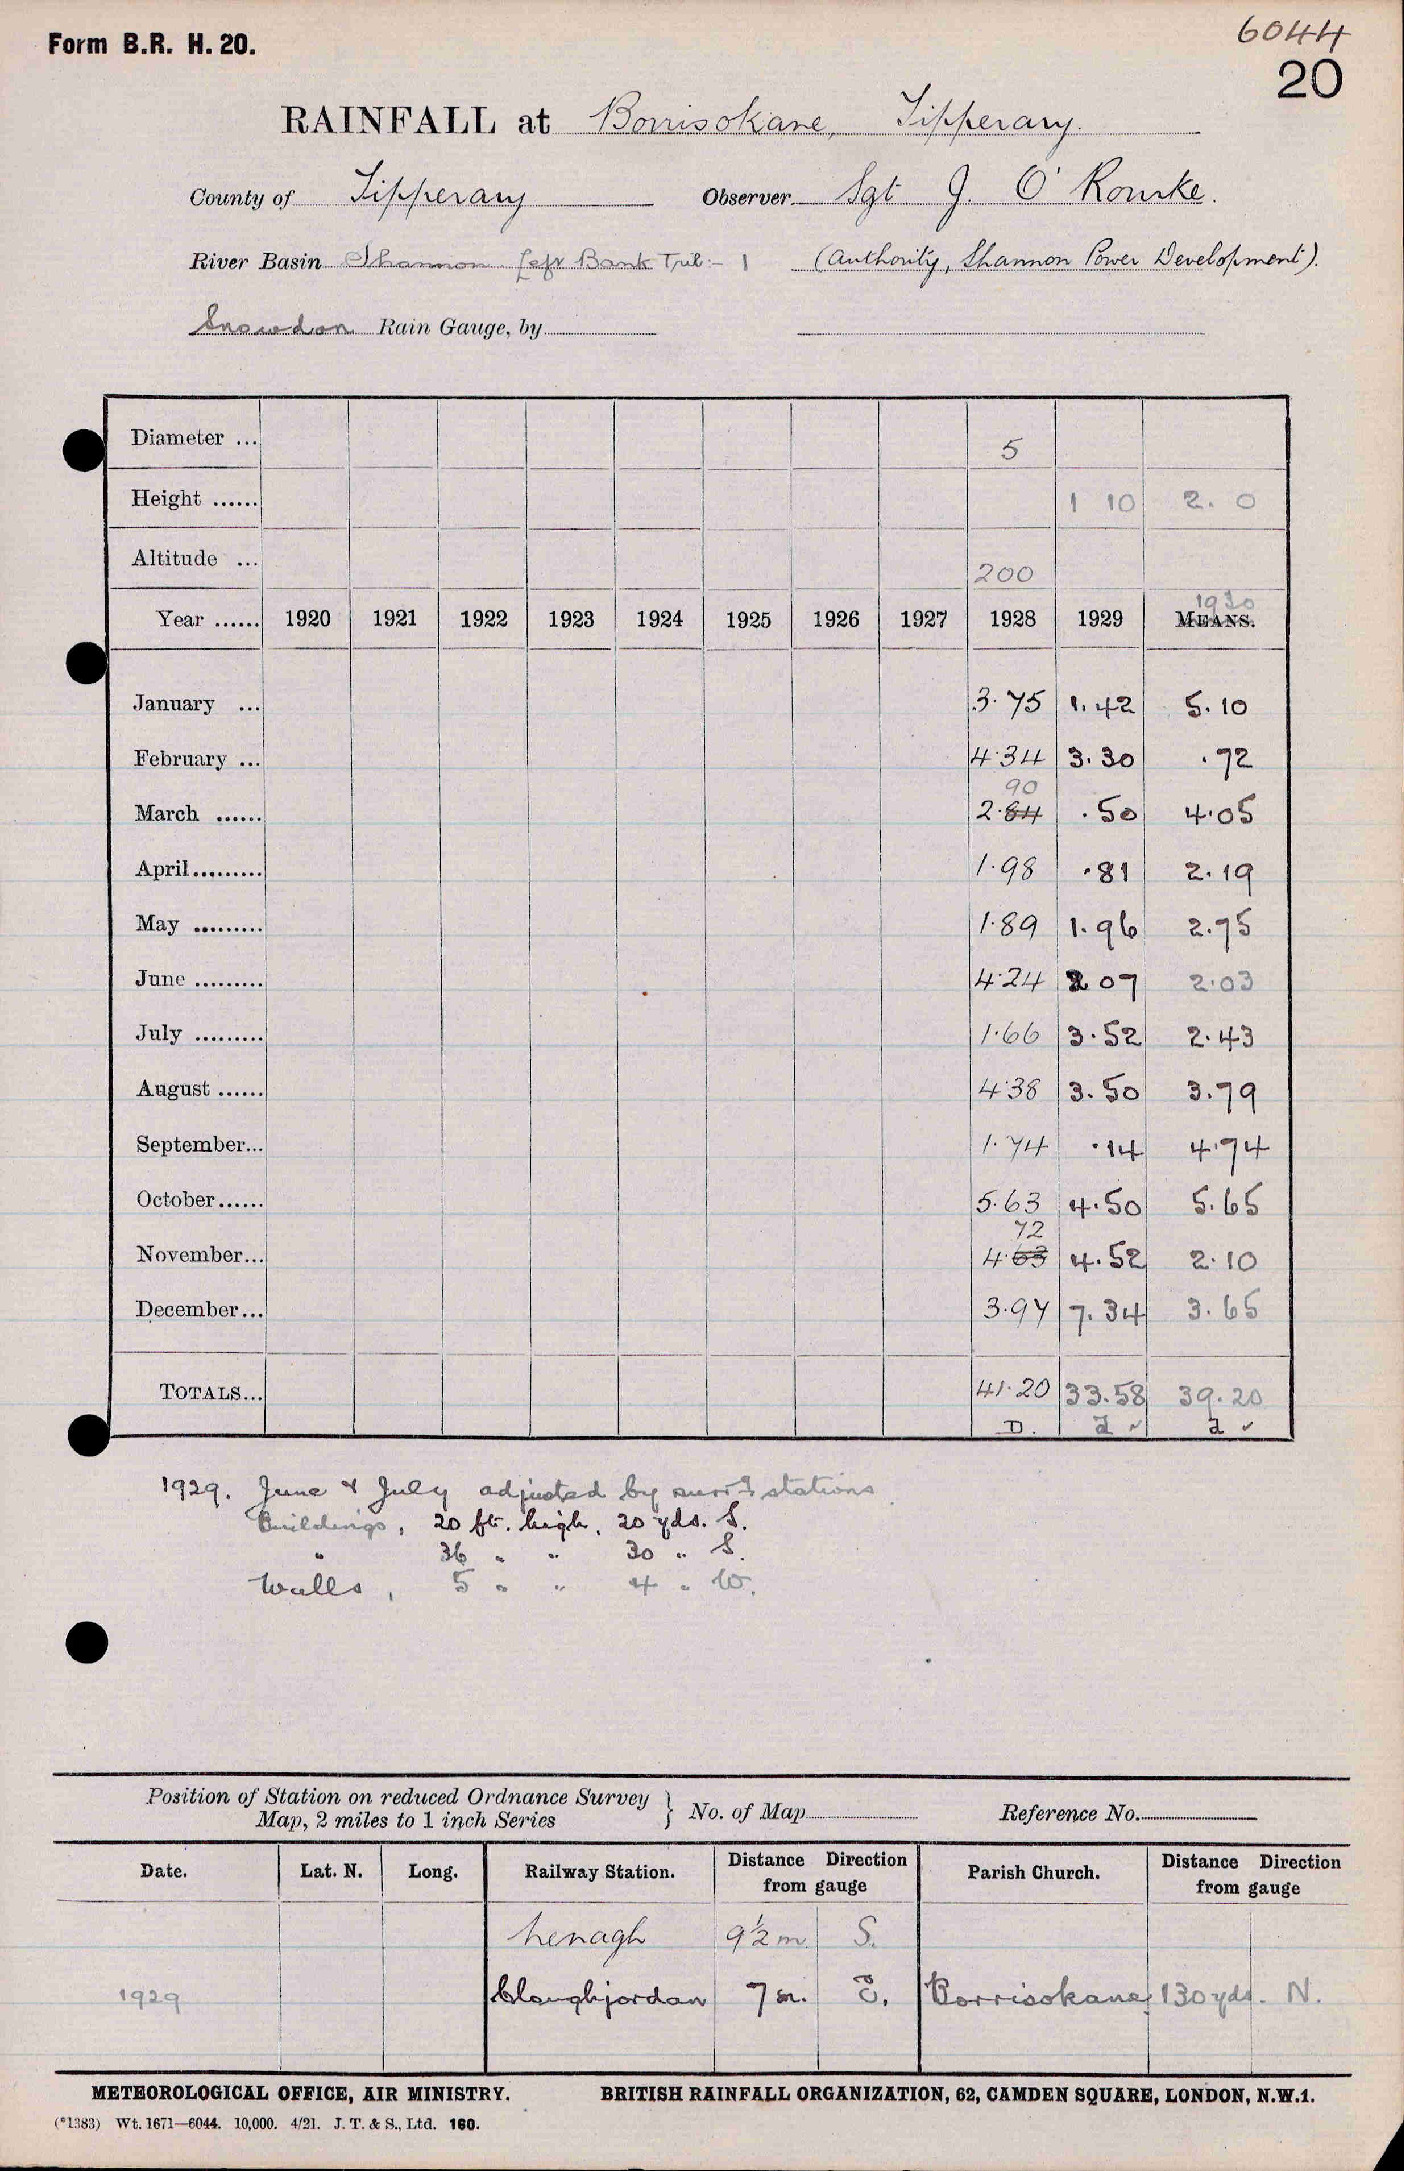 Form B.R. H. 20.
6044
20
RAINFALL at Borrisokane, Tipperary.
County of Tipperary Observer Sgt J. O'Rourke.
River Basin Shannon Left Bank Trib:- 1 (Authority, Shannon Power Development).
Snowdon Rain Gauge, by
Diameter ... 5
Height ...... 1 10 2. 0
Altitude ... 200
1930
Year ...... 1920 1921 1922 1923 1924 1925 1926 1927 1928 1929 MEANS.
January ... 3.75 1.42 5.10
February ... 4.34 3.30 .72
90
March ...... 2.84 .50 4.05
April......... 1.98 .81 2.19
May ......... 1.89 1.96 2.75
June ......... 4.24 2 07 2.03
July ......... 1.66 3.52 2.43
August ...... 4.38 3.50 3.79
September... 1.74 .14 4.74
October...... 5.63 4.50 5.65
72
November... 4.63 4.52 2.10
December... 3.97 7.34 3.65
TOTALS... 41.20 33.58 39.20
D.
1929. June & July adjusted by surr.g stations
Buildings, 20 ft. high, 20 yds. S.
" 36 " " 30 " S.
Walls, 5 " " 4 " W.
Position of Station on reduced Ordnance Survey
Map, 2 miles to 1 inch Series } No. of Map Reference No.
Date. Lat. N. Long. Railway Station. Distance Direction from gauge Parish Church. Distance Direction from gauge
Nenagh 9½ m. S.
1929 Cloughjordan 7 m. E. Borrisokane, 130 yds. N.
METEOROLOGICAL OFFICE, AIR MINISTRY. BRITISH RAINFALL ORGANIZATION, 62, CAMDEN SQUARE, LONDON, N.W.1.
(*1383) Wt. 1671—6044. 10,000. 4/21. J. T. & S., Ltd. 160.